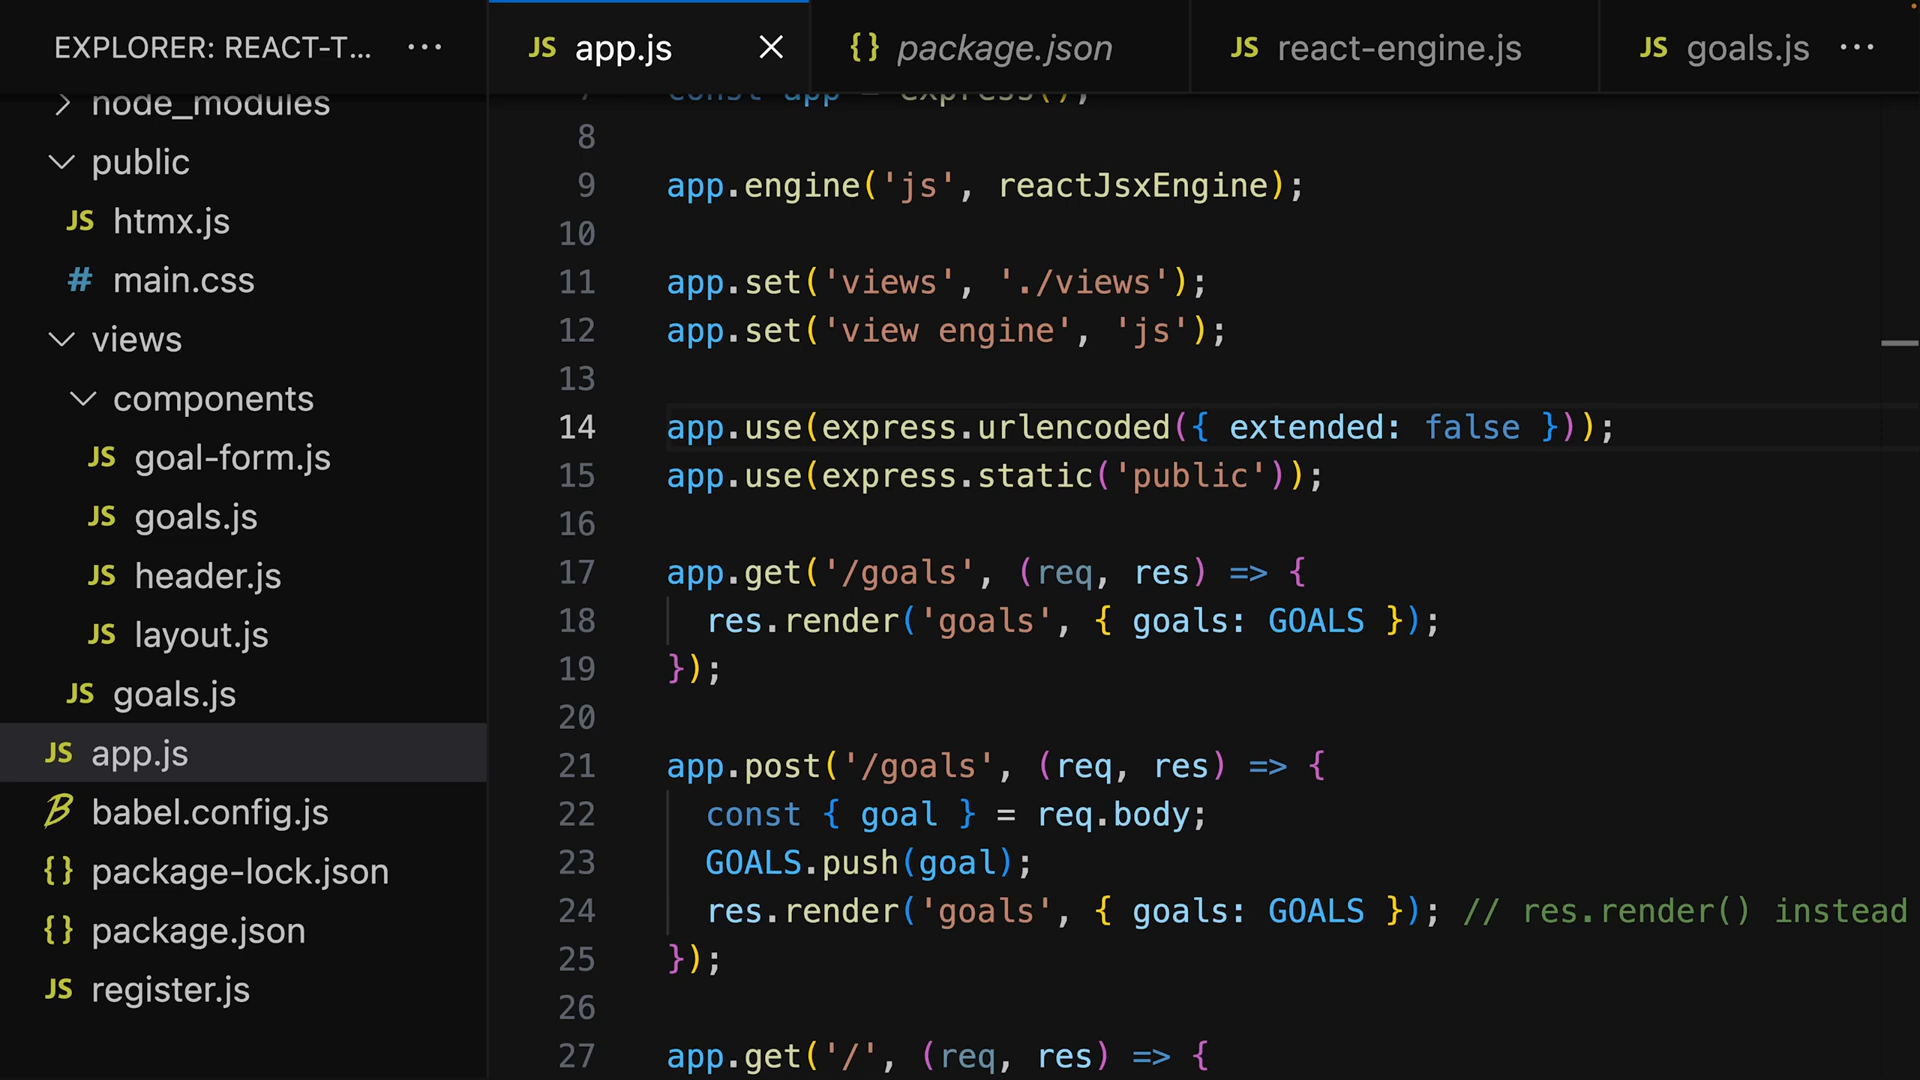 EXPLORER: REACT-T... ...
node_modules
public
JS htmx.js
# main.css
views
components
JS goal-form.js
JS goals.js
JS header.js
JS layout.js
JS goals.js
JS app.js
babel.config.js
{} package-lock.json
{} package.json
JS register.js
JS app.js
{} package.json
JS react-engine.js
JS goals.js ...
7 const app = express();
8
9 app.engine('js', reactJsxEngine);
10
11 app.set('views', './views');
12 app.set('view engine', 'js');
13
14 app.use(express.urlencoded({ extended: false }));
15 app.use(express.static('public'));
16
17 app.get('/goals', (req, res) => {
18 res.render('goals', { goals: GOALS });
19 });
20
21 app.post('/goals', (req, res) => {
22 const { goal } = req.body;
23 GOALS.push(goal);
24 res.render('goals', { goals: GOALS }); // res.render() instead
25 });
26
27 app.get('/', (req, res) => {